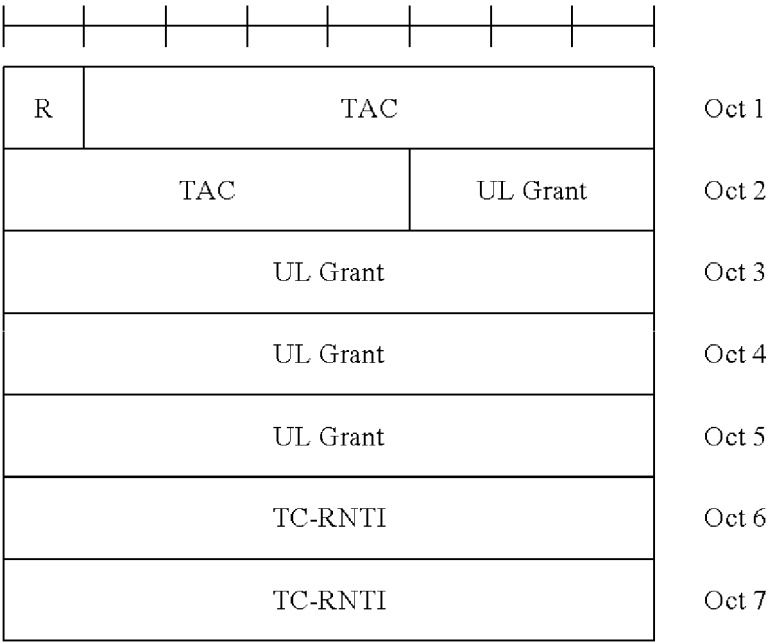 R TAC Oct 1
TAC UL Grant Oct 2
UL Grant Oct 3
UL Grant Oct 4
UL Grant Oct 5
TC-RNTI Oct 6
TC-RNTI Oct 7